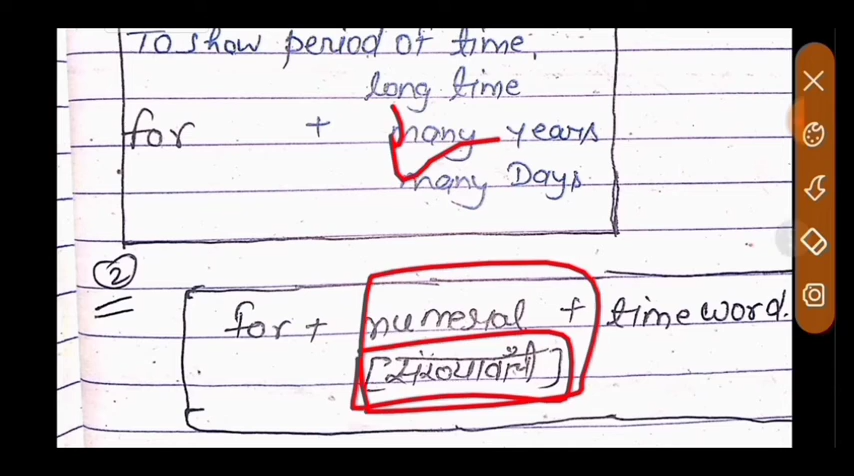 To show period of time,
long time
for + many years
many Days
②
for + numeral + time word.
[संख्यावाची]